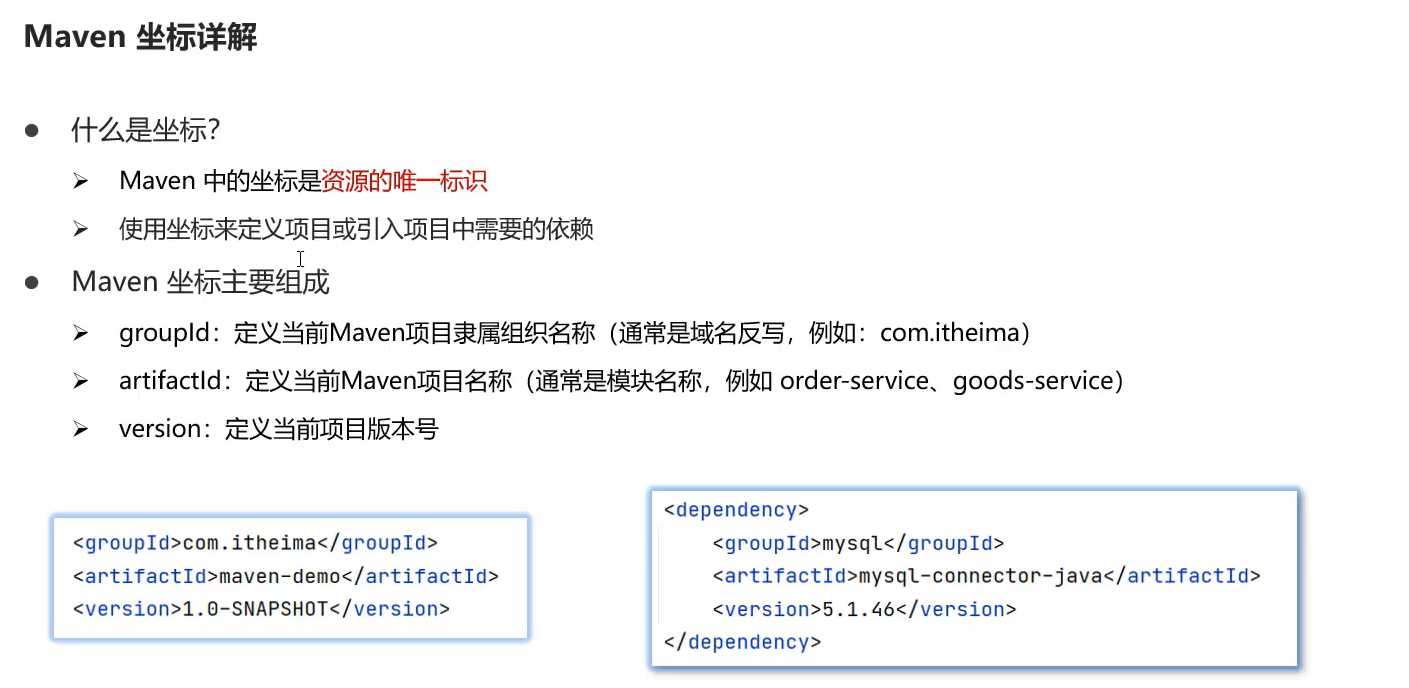 Maven 坐标详解
什么是坐标？
Maven 中的坐标是资源的唯一标识
使用坐标来定义项目或引入项目中需要的依赖
Maven 坐标主要组成
groupId：定义当前Maven项目隶属组织名称（通常是域名反写，例如：com.itheima）
artifactId：定义当前Maven项目名称（通常是模块名称，例如 order-service、goods-service）
version：定义当前项目版本号
<groupId>com.itheima</groupId>
<artifactId>maven-demo</artifactId>
<version>1.0-SNAPSHOT</version>
<dependency>
<groupId>mysql</groupId>
<artifactId>mysql-connector-java</artifactId>
<version>5.1.46</version>
</dependency>